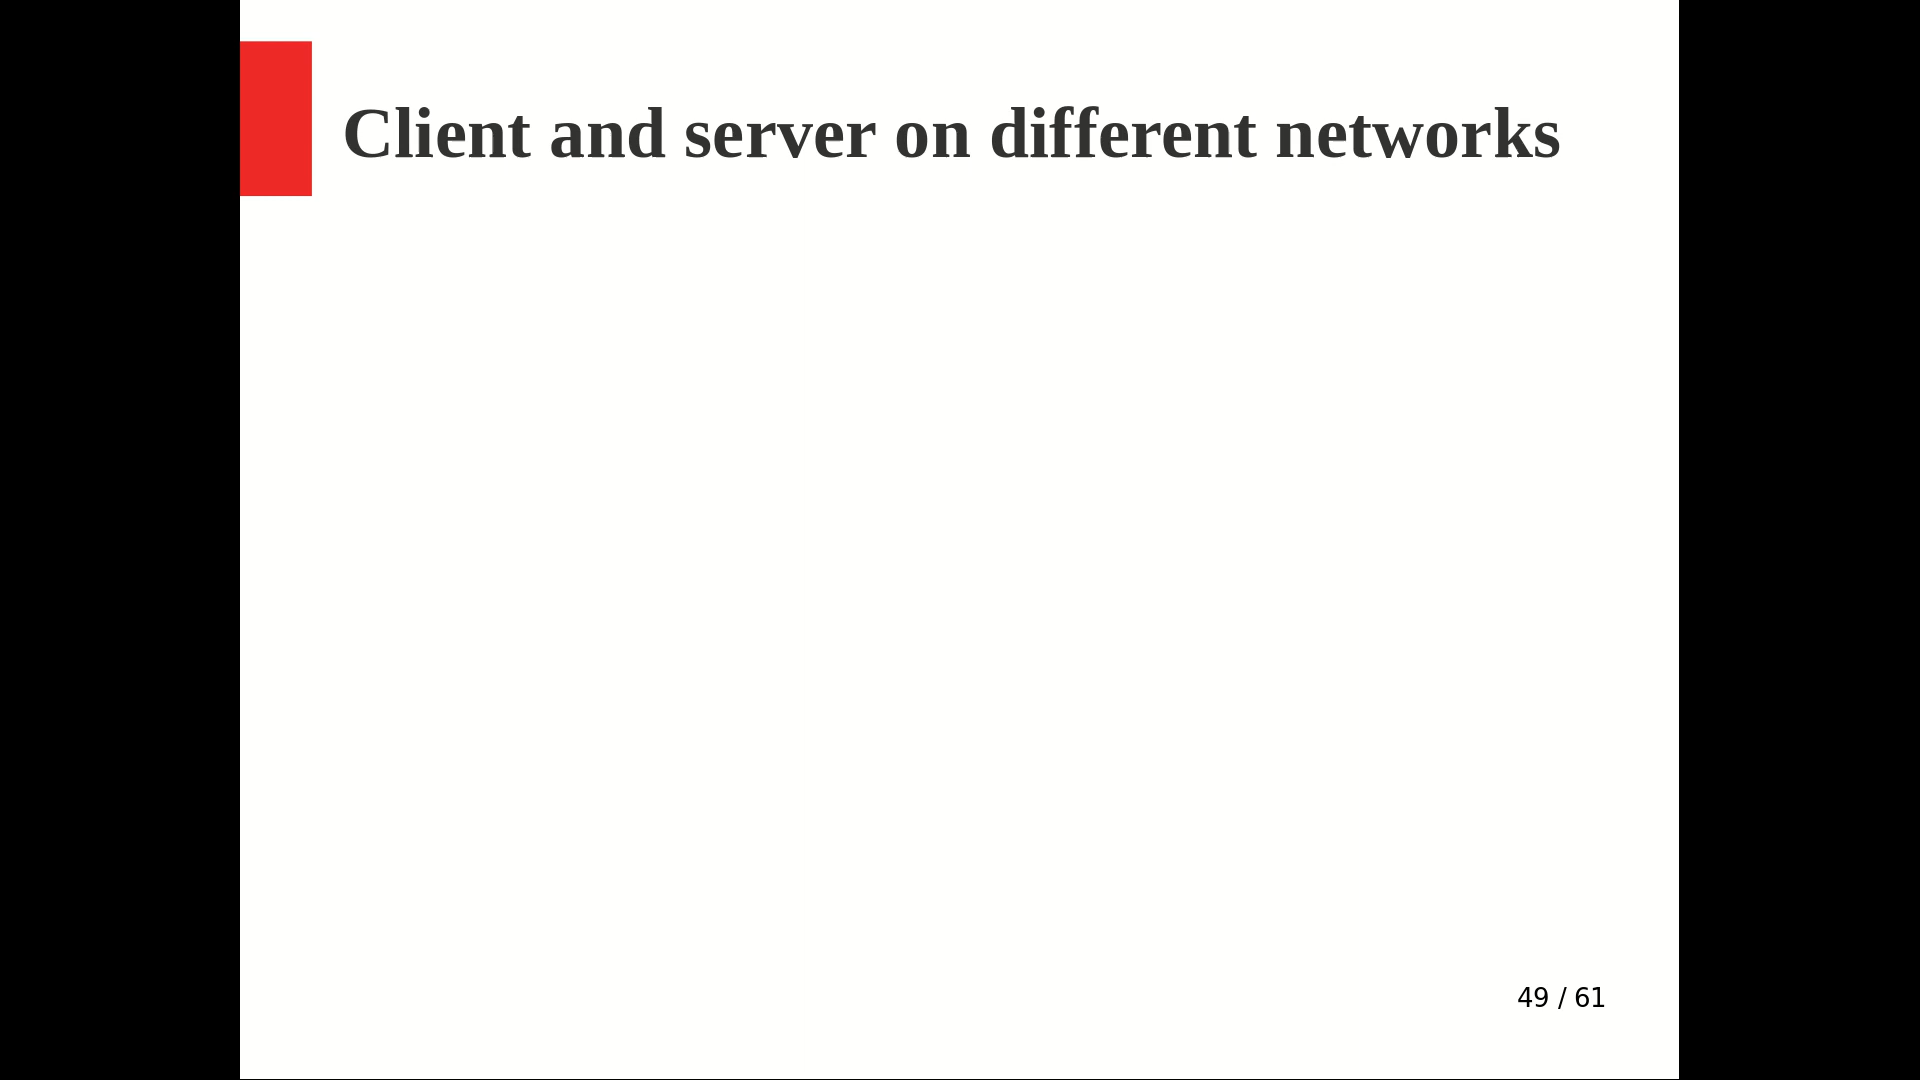 Client and server on different networks
49 / 61